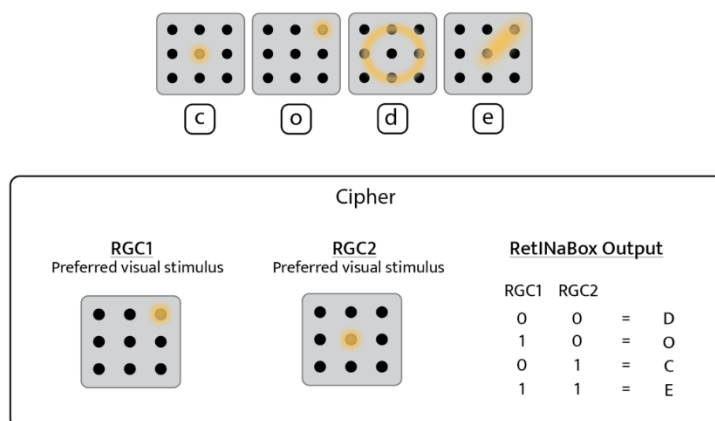 c o d e
Cipher
RGC1 RGC2 RetINaBox Output
Preferred visual stimulus Preferred visual stimulus
RGC1 RGC2
0 0 = D
1 0 = O
0 1 = C
1 1 = E